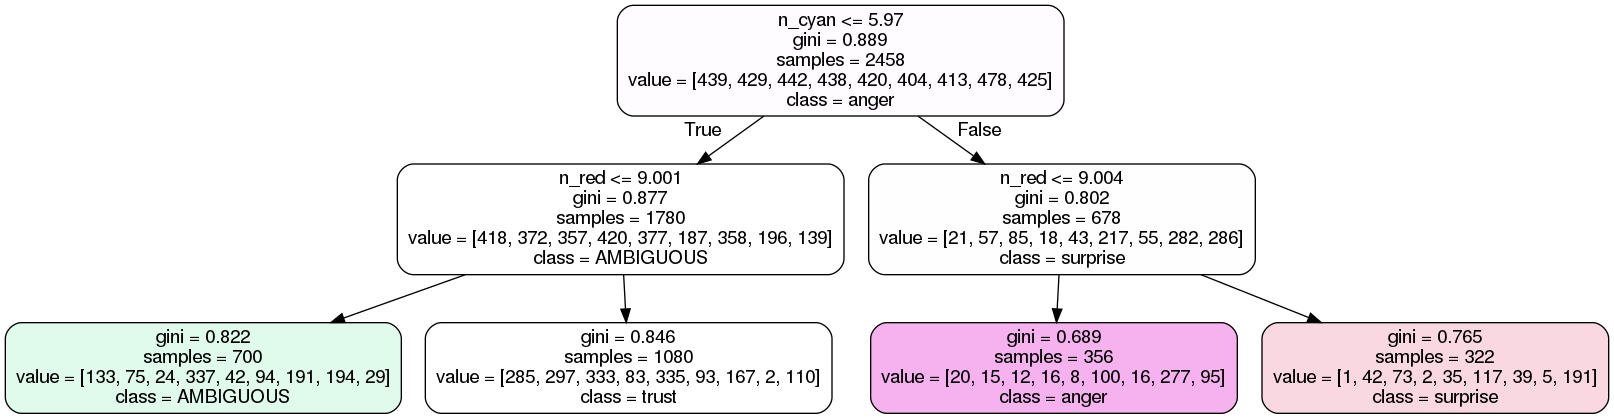 n_cyan <= 5.97
gini = 0.889
samples = 2458
value = [439, 429, 442, 438, 420, 404, 413, 478, 425]
class = anger
True
False
n_red <= 9.001
gini = 0.877
samples = 1780
value = [418, 372, 357, 420, 377, 187, 358, 196, 139]
class = AMBIGUOUS
n_red <= 9.004
gini = 0.802
samples = 678
value = [21, 57, 85, 18, 43, 217, 55, 282, 286]
class = surprise
gini = 0.822
samples = 700
value = [133, 75, 24, 337, 42, 94, 191, 194, 29]
class = AMBIGUOUS
gini = 0.846
samples = 1080
value = [285, 297, 333, 83, 335, 93, 167, 2, 110]
class = trust
gini = 0.689
samples = 356
value = [20, 15, 12, 16, 8, 100, 16, 277, 95]
class = anger
gini = 0.765
samples = 322
value = [1, 42, 73, 2, 35, 117, 39, 5, 191]
class = surprise